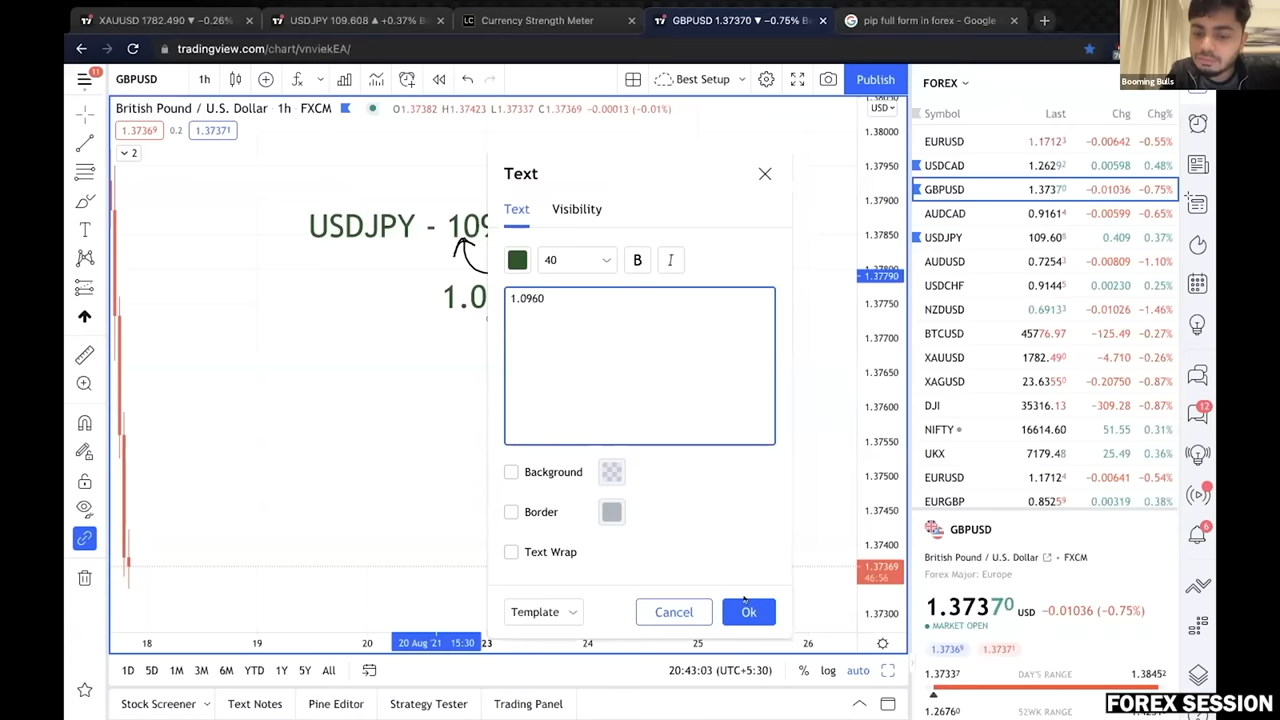 XAUUSD 1782.490 ▼ −0.26%
USDJPY 109.608 ▲ +0.37% B
Currency Strength Meter
GBPUSD 1.37370 ▼ −0.75% B
pip full form in forex - Google
tradingview.com/chart/vnviekEA/
Booming Bulls
11
GBPUSD
1h
Best Setup
Publish
FOREX
British Pound / U.S. Dollar · 1h · FXCM
O1.37382 H1.37423 L1.37337 C1.37369 −0.00013 (−0.01%)
USD
1.37369 0.2 1.37371
2
Symbol Last Chg Chg%
EURUSD 1.17123 −0.00642 −0.55%
USDCAD 1.26292 0.00598 0.48%
GBPUSD 1.37370 −0.01036 −0.75%
AUDCAD 0.91614 −0.00599 −0.65%
USDJPY 109.605 0.409 0.37%
AUDUSD 0.72543 −0.00809 −1.10%
USDCHF 0.91445 0.00230 0.25%
NZDUSD 0.69133 −0.01026 −1.46%
BTCUSD 45776.97 −125.49 −0.27%
XAUUSD 1782.490 −4.710 −0.26%
XAGUSD 23.63550 −0.20750 −0.87%
DJI 35316.13 −309.28 −0.87%
NIFTY 16614.60 51.55 0.31%
UKX 7179.48 25.49 0.36%
EURUSD 1.17124 −0.00641 −0.54%
EURGBP 0.85259 0.00319 0.38%
12
6
USDJPY - 109
1.0
Text
Text
Visibility
40
B
I
1.0960
Background
Border
Text Wrap
Template
Cancel
Ok
1.38000
1.37950
1.37900
1.37850
1.37790
1.37750
1.37700
1.37650
1.37600
1.37550
1.37500
1.37450
1.37400
1.37369
46:56
1.37300
18 19 20 20 Aug '21 15:30 23 24 25 26
1D 5D 1M 3M 6M YTD 1Y 5Y All
20:43:03 (UTC+5:30)
% log auto
Stock Screener
Text Notes
Pine Editor
Strategy Tester
Trading Panel
GBPUSD
British Pound / U.S. Dollar • FXCM
Forex Major: Europe
1.37370 USD −0.01036 (−0.75%)
MARKET OPEN
1.37369 1.37371
1.37337 DAY'S RANGE 1.38452
1.26760 52WK RANGE
FOREX SESSION